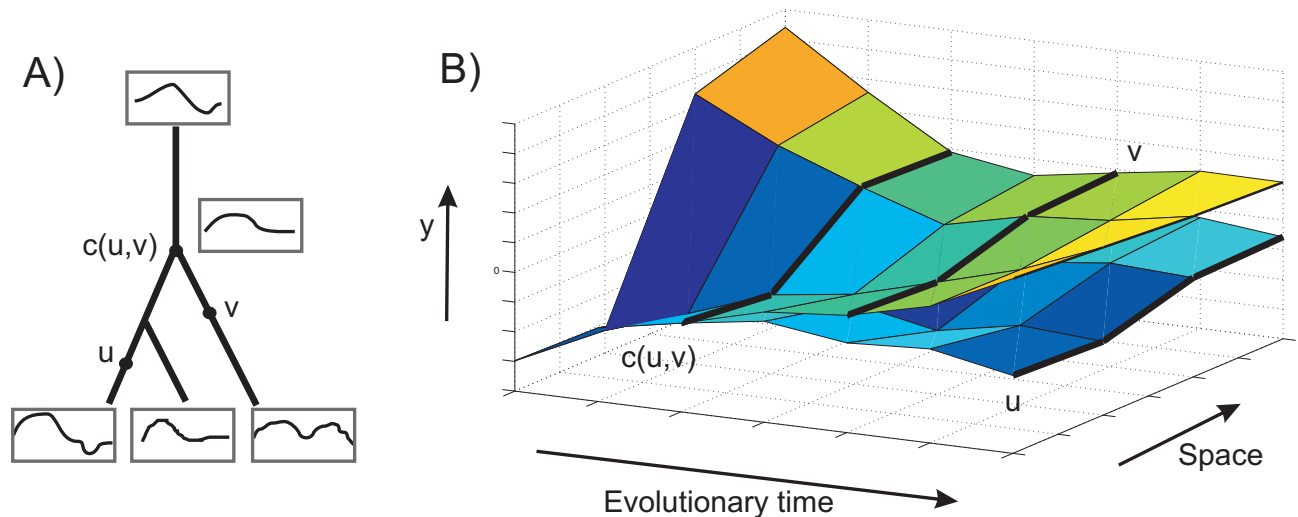 A)
c(u,v)
v
u
B)
y
0
v
c(u,v)
u
Space
Evolutionary time